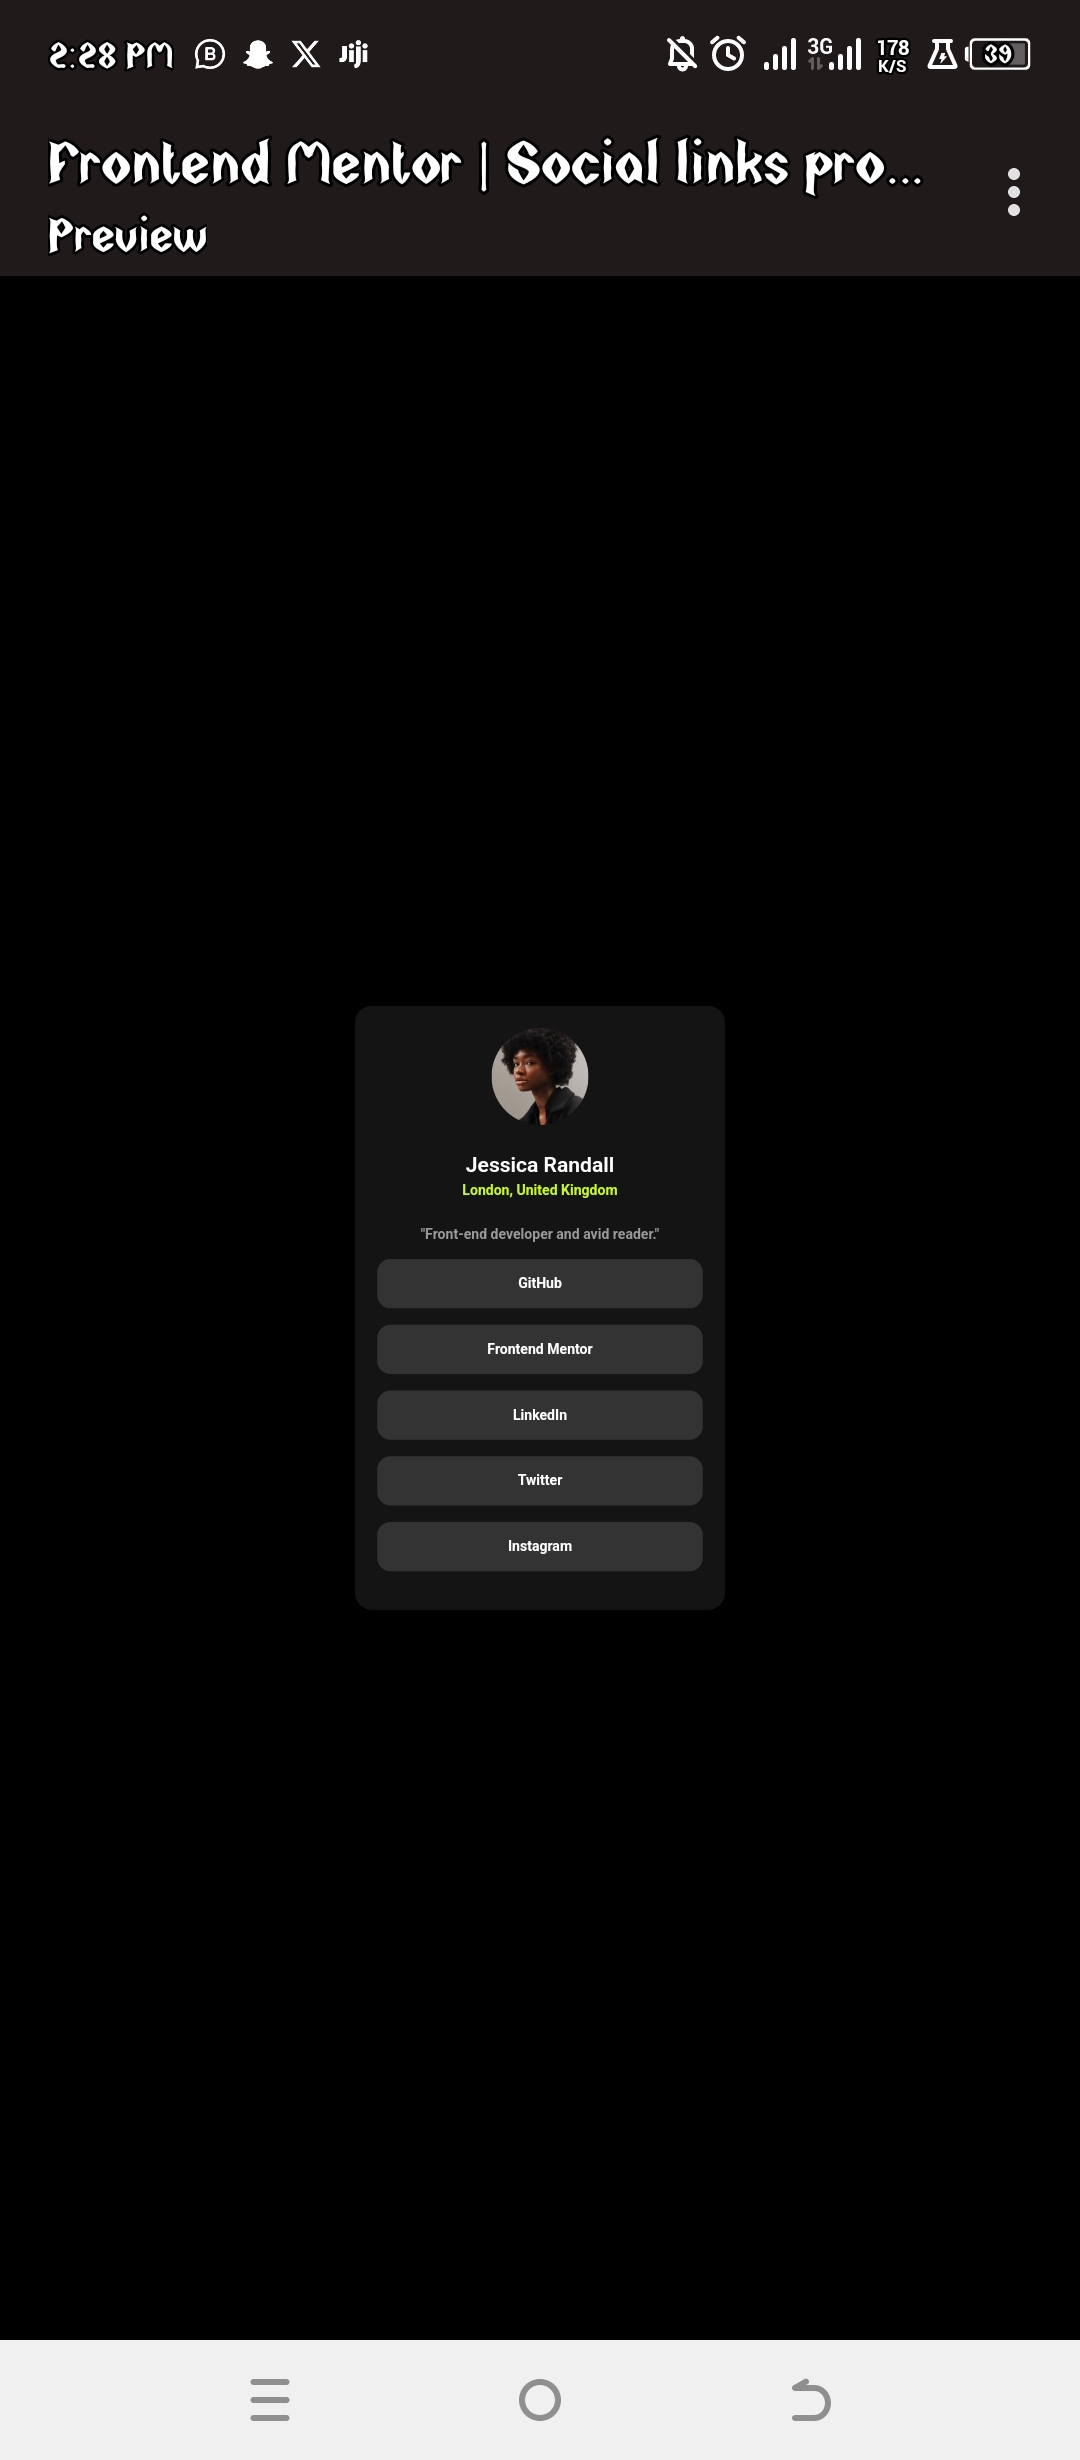 2:28 PM B Jiji 3G 178 K/S 39
Frontend Mentor | Social links pro...
Preview
Jessica Randall
London, United Kingdom
"Front-end developer and avid reader."
GitHub
Frontend Mentor
LinkedIn
Twitter
Instagram